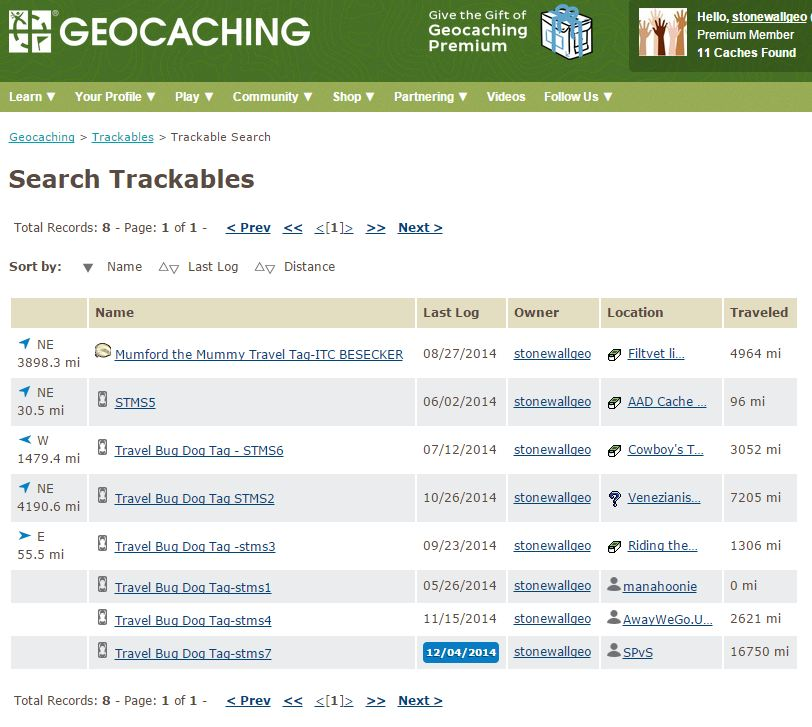 GEOCACHING
Give the Gift of
Geocaching
Premium
Hello, stonewallgeo (
Premium Member
11 Caches Found
Learn ▼ Your Profile ▼ Play ▼ Community ▼ Shop ▼ Partnering ▼ Videos Follow Us ▼
Geocaching > Trackables > Trackable Search
Search Trackables
Total Records: 8 - Page: 1 of 1 - < Prev << <[1]> >> Next >
Sort by: ▼ Name △▽ Last Log △▽ Distance
Name Last Log Owner Location Traveled
NE
3898.3 mi Mumford the Mummy Travel Tag-ITC BESECKER 08/27/2014 stonewallgeo Filtvet li... 4964 mi
NE
30.5 mi STMS5 06/02/2014 stonewallgeo AAD Cache ... 96 mi
W
1479.4 mi Travel Bug Dog Tag - STMS6 07/12/2014 stonewallgeo Cowboy's T... 3052 mi
NE
4190.6 mi Travel Bug Dog Tag STMS2 10/26/2014 stonewallgeo Venezianis... 7205 mi
E
55.5 mi Travel Bug Dog Tag -stms3 09/23/2014 stonewallgeo Riding the... 1306 mi
Travel Bug Dog Tag-stms1 05/26/2014 stonewallgeo manahoonie 0 mi
Travel Bug Dog Tag-stms4 11/15/2014 stonewallgeo AwayWeGo.U... 2621 mi
Travel Bug Dog Tag-stms7 12/04/2014 stonewallgeo SPvS 16750 mi
Total Records: 8 - Page: 1 of 1 - < Prev << <[1]> >> Next >